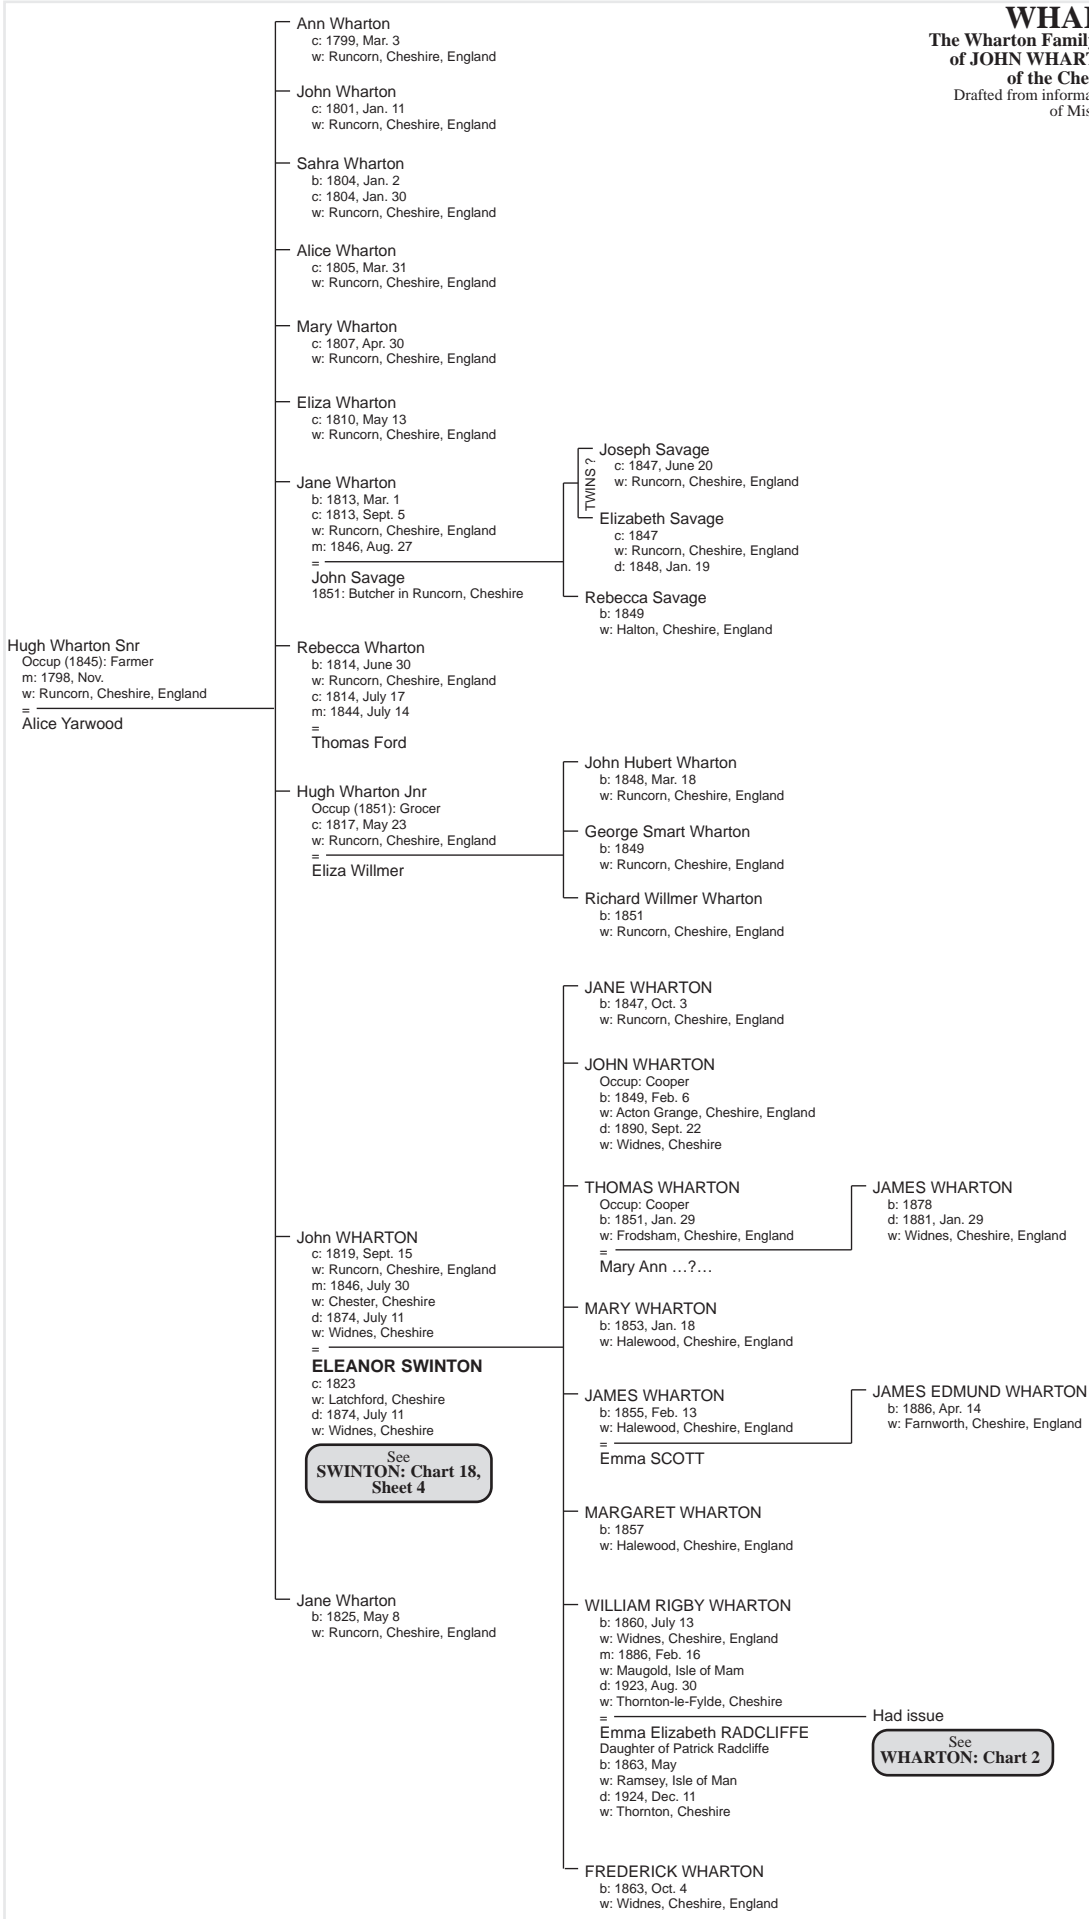 WHAR
The Wharton Famil
of JOHN WHART
of the Che
Drafted from informa
of Mis
Ann Wharton
c: 1799, Mar. 3
w: Runcorn, Cheshire, England
John Wharton
c: 1801, Jan. 11
w: Runcorn, Cheshire, England
Sahra Wharton
b: 1804, Jan. 2
c: 1804, Jan. 30
w: Runcorn, Cheshire, England
Alice Wharton
c: 1805, Mar. 31
w: Runcorn, Cheshire, England
Mary Wharton
c: 1807, Apr. 30
w: Runcorn, Cheshire, England
Eliza Wharton
c: 1810, May 13
w: Runcorn, Cheshire, England
Jane Wharton
b: 1813, Mar. 1
c: 1813, Sept. 5
w: Runcorn, Cheshire, England
m: 1846, Aug. 27
=
John Savage
1851: Butcher in Runcorn, Cheshire
TWINS ?
Joseph Savage
c: 1847, June 20
w: Runcorn, Cheshire, England
Elizabeth Savage
c: 1847
w: Runcorn, Cheshire, England
d: 1848, Jan. 19
Rebecca Savage
b: 1849
w: Halton, Cheshire, England
Hugh Wharton Snr
Occup (1845): Farmer
m: 1798, Nov.
w: Runcorn, Cheshire, England
=
Alice Yarwood
Rebecca Wharton
b: 1814, June 30
w: Runcorn, Cheshire, England
c: 1814, July 17
m: 1844, July 14
=
Thomas Ford
Hugh Wharton Jnr
Occup (1851): Grocer
c: 1817, May 23
w: Runcorn, Cheshire, England
=
Eliza Willmer
John Hubert Wharton
b: 1848, Mar. 18
w: Runcorn, Cheshire, England
George Smart Wharton
b: 1849
w: Runcorn, Cheshire, England
Richard Willmer Wharton
b: 1851
w: Runcorn, Cheshire, England
John WHARTON
c: 1819, Sept. 15
w: Runcorn, Cheshire, England
m: 1846, July 30
w: Chester, Cheshire
d: 1874, July 11
w: Widnes, Cheshire
=
ELEANOR SWINTON
c: 1823
w: Latchford, Cheshire
d: 1874, July 11
w: Widnes, Cheshire
See
SWINTON: Chart 18,
Sheet 4
JANE WHARTON
b: 1847, Oct. 3
w: Runcorn, Cheshire, England
JOHN WHARTON
Occup: Cooper
b: 1849, Feb. 6
w: Acton Grange, Cheshire, England
d: 1890, Sept. 22
w: Widnes, Cheshire
THOMAS WHARTON
Occup: Cooper
b: 1851, Jan. 29
w: Frodsham, Cheshire, England
=
Mary Ann …?…
JAMES WHARTON
b: 1878
d: 1881, Jan. 29
w: Widnes, Cheshire, England
MARY WHARTON
b: 1853, Jan. 18
w: Halewood, Cheshire, England
JAMES WHARTON
b: 1855, Feb. 13
w: Halewood, Cheshire, England
=
Emma SCOTT
JAMES EDMUND WHARTON
b: 1886, Apr. 14
w: Farnworth, Cheshire, England
MARGARET WHARTON
b: 1857
w: Halewood, Cheshire, England
WILLIAM RIGBY WHARTON
b: 1860, July 13
w: Widnes, Cheshire, England
m: 1886, Feb. 16
w: Maugold, Isle of Mam
d: 1923, Aug. 30
w: Thornton-le-Fylde, Cheshire
=
Emma Elizabeth RADCLIFFE
Daughter of Patrick Radcliffe
b: 1863, May
w: Ramsey, Isle of Man
d: 1924, Dec. 11
w: Thornton, Cheshire
Had issue
See
WHARTON: Chart 2
FREDERICK WHARTON
b: 1863, Oct. 4
w: Widnes, Cheshire, England
Jane Wharton
b: 1825, May 8
w: Runcorn, Cheshire, England